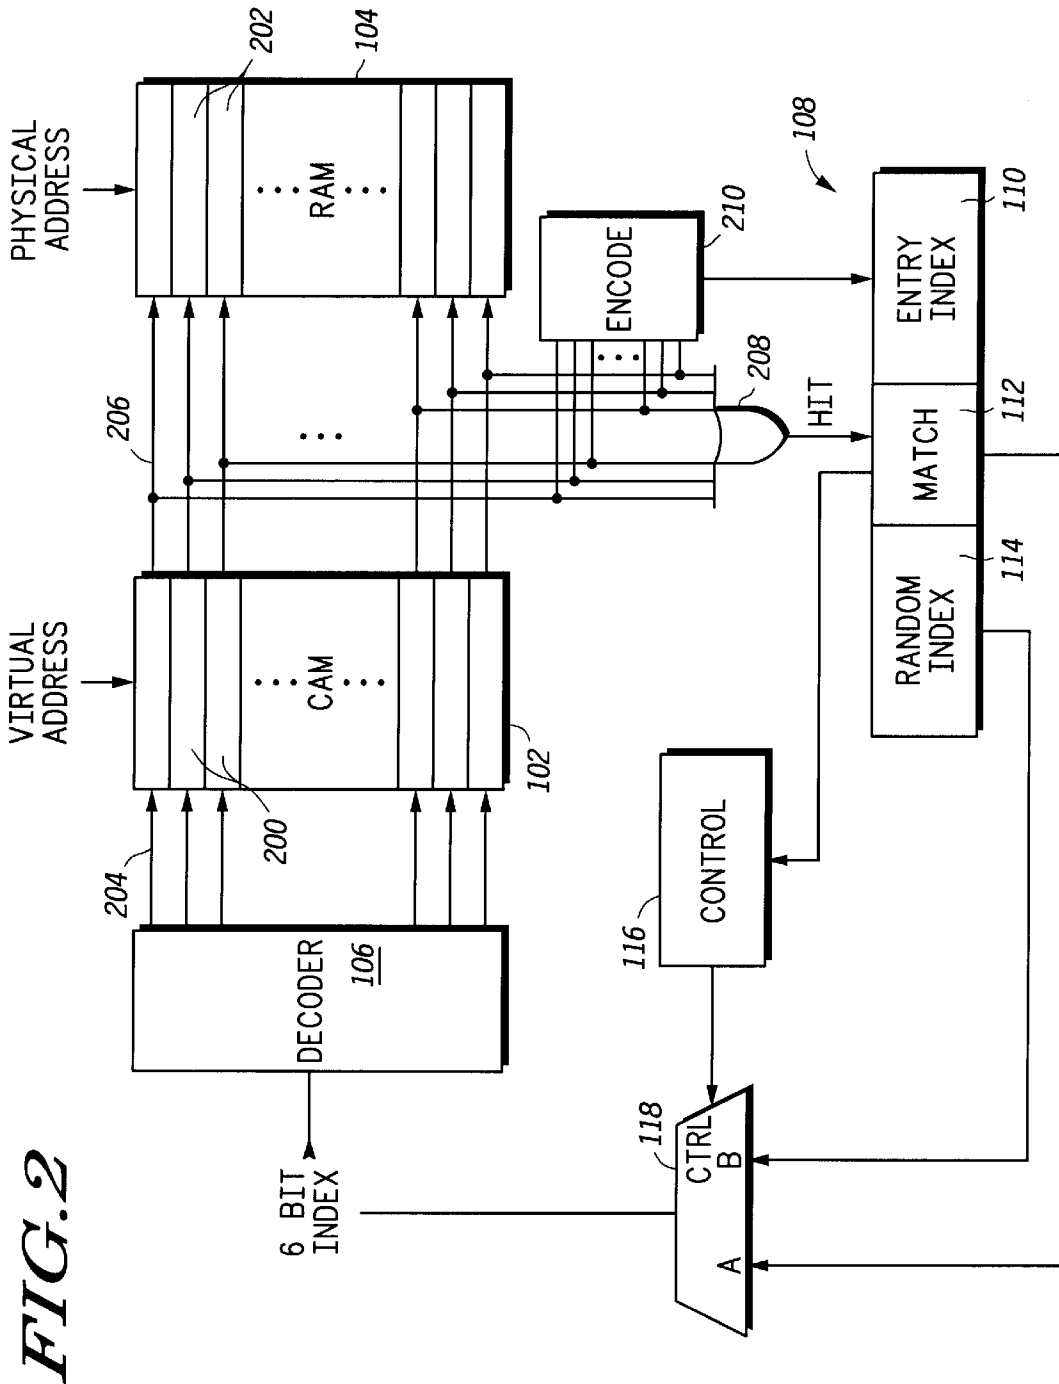 FIG.2
VIRTUAL
ADDRESS
PHYSICAL
ADDRESS
204
206
202
DECODER
106
CAM
RAM
200
102
104
6 BIT
INDEX
ENCODE
210
208
HIT
108
118
CTRL
A
B
116
CONTROL
RANDOM
INDEX
MATCH
ENTRY
INDEX
114
112
110